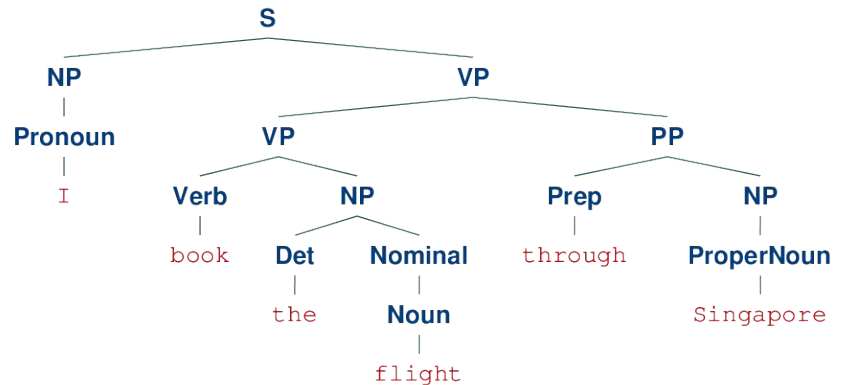 S
NP VP
Pronoun VP PP
I Verb NP Prep NP
book Det Nominal through ProperNoun
the Noun Singapore
flight